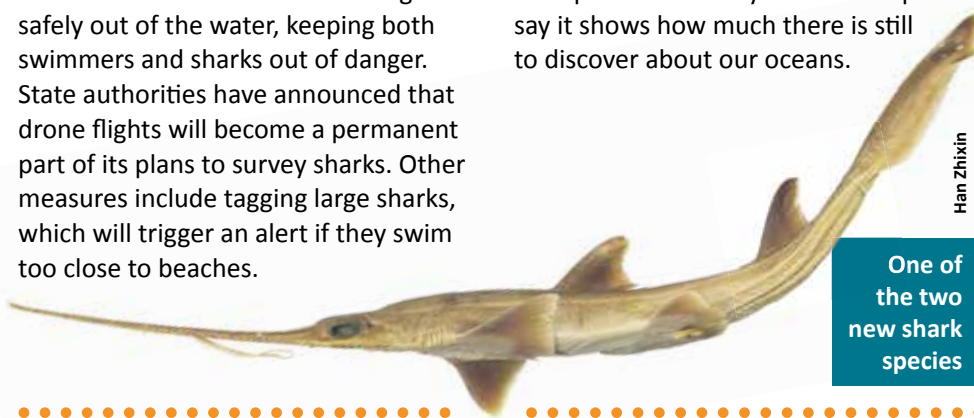 safely out of the water, keeping both
swimmers and sharks out of danger.
State authorities have announced that
drone flights will become a permanent
part of its plans to survey sharks. Other
measures include tagging large sharks,
which will trigger an alert if they swim
too close to beaches.
say it shows how much there is still
to discover about our oceans.
Han Zhixin
One of
the two
new shark
species